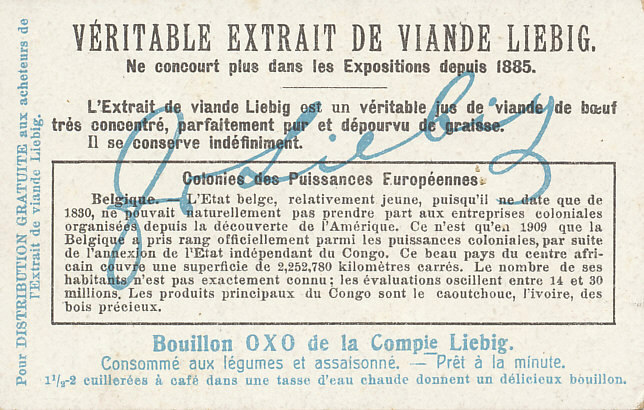 VÉRITABLE EXTRAIT DE VIANDE LIEBIG.
Ne concourt plus dans les Expositions depuis 1885.
L'Extrait de viande Liebig est un véritable jus de viande de bœuf
très concentré, parfaitement pur et dépourvu de graisse.
Il se conserve indéfiniment.
J. v. Liebig
Colonies des Puissances Européennes:
Belgique. — L'Etat belge, relativement jeune, puisqu'il ne date que de
1830, ne pouvait naturellement pas prendre part aux entreprises coloniales
organisées depuis la découverte de l'Amérique. Ce n'est qu'en 1909 que la
Belgique a pris rang officiellement parmi les puissances coloniales, par suite
de l'annexion de l'Etat indépendant du Congo. Ce beau pays du centre afri-
cain couvre une superficie de 2,252,780 kilomètres carrés. Le nombre de ses
habitants n'est pas exactement connu; les évaluations oscillent entre 14 et 30
millions. Les produits principaux du Congo sont le caoutchouc, l'ivoire, des
bois précieux.
Bouillon OXO de la Compie Liebig.
Consommé aux légumes et assaisonné. — Prêt à la minute.
1½-2 cuillerées à café dans une tasse d'eau chaude donnent un délicieux bouillon.
Pour DISTRIBUTION GRATUITE aux acheteurs de
l'Extrait de viande Liebig.